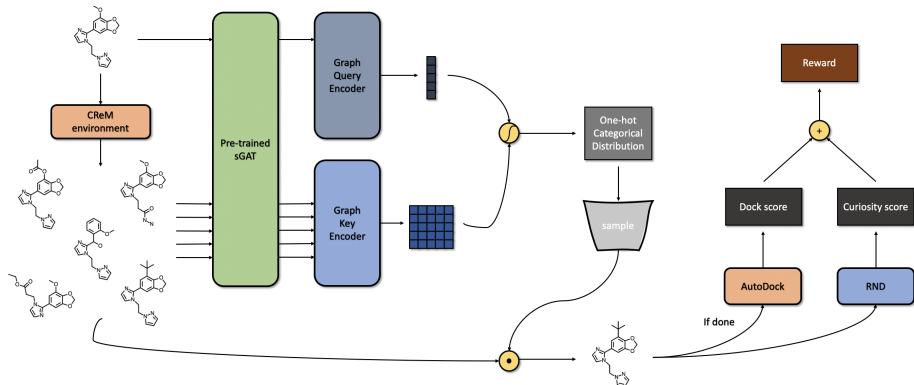 CReM
environment
Pre-trained
sGAT
Graph
Query
Encoder
Graph
Key
Encoder
One-hot
Categorical
Distribution
sample
Reward
+
Dock score
Curiosity score
AutoDock
RND
If done